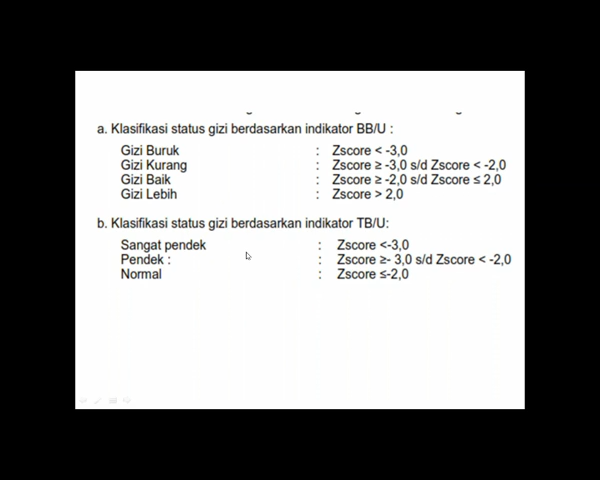 a. Klasifikasi status gizi berdasarkan indikator BB/U :
Gizi Buruk : Zscore < -3,0
Gizi Kurang : Zscore ≥ -3,0 s/d Zscore < -2,0
Gizi Baik : Zscore ≥ -2,0 s/d Zscore ≤ 2,0
Gizi Lebih : Zscore > 2,0
b. Klasifikasi status gizi berdasarkan indikator TB/U:
Sangat pendek : Zscore <-3,0
Pendek : : Zscore ≥- 3,0 s/d Zscore < -2,0
Normal : Zscore ≤-2,0